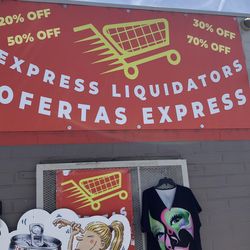 20% OFF
30% OFF
50% OFF
70% OFF
EXPRESS LIQUIDATORS
OFERTAS EXPRESS